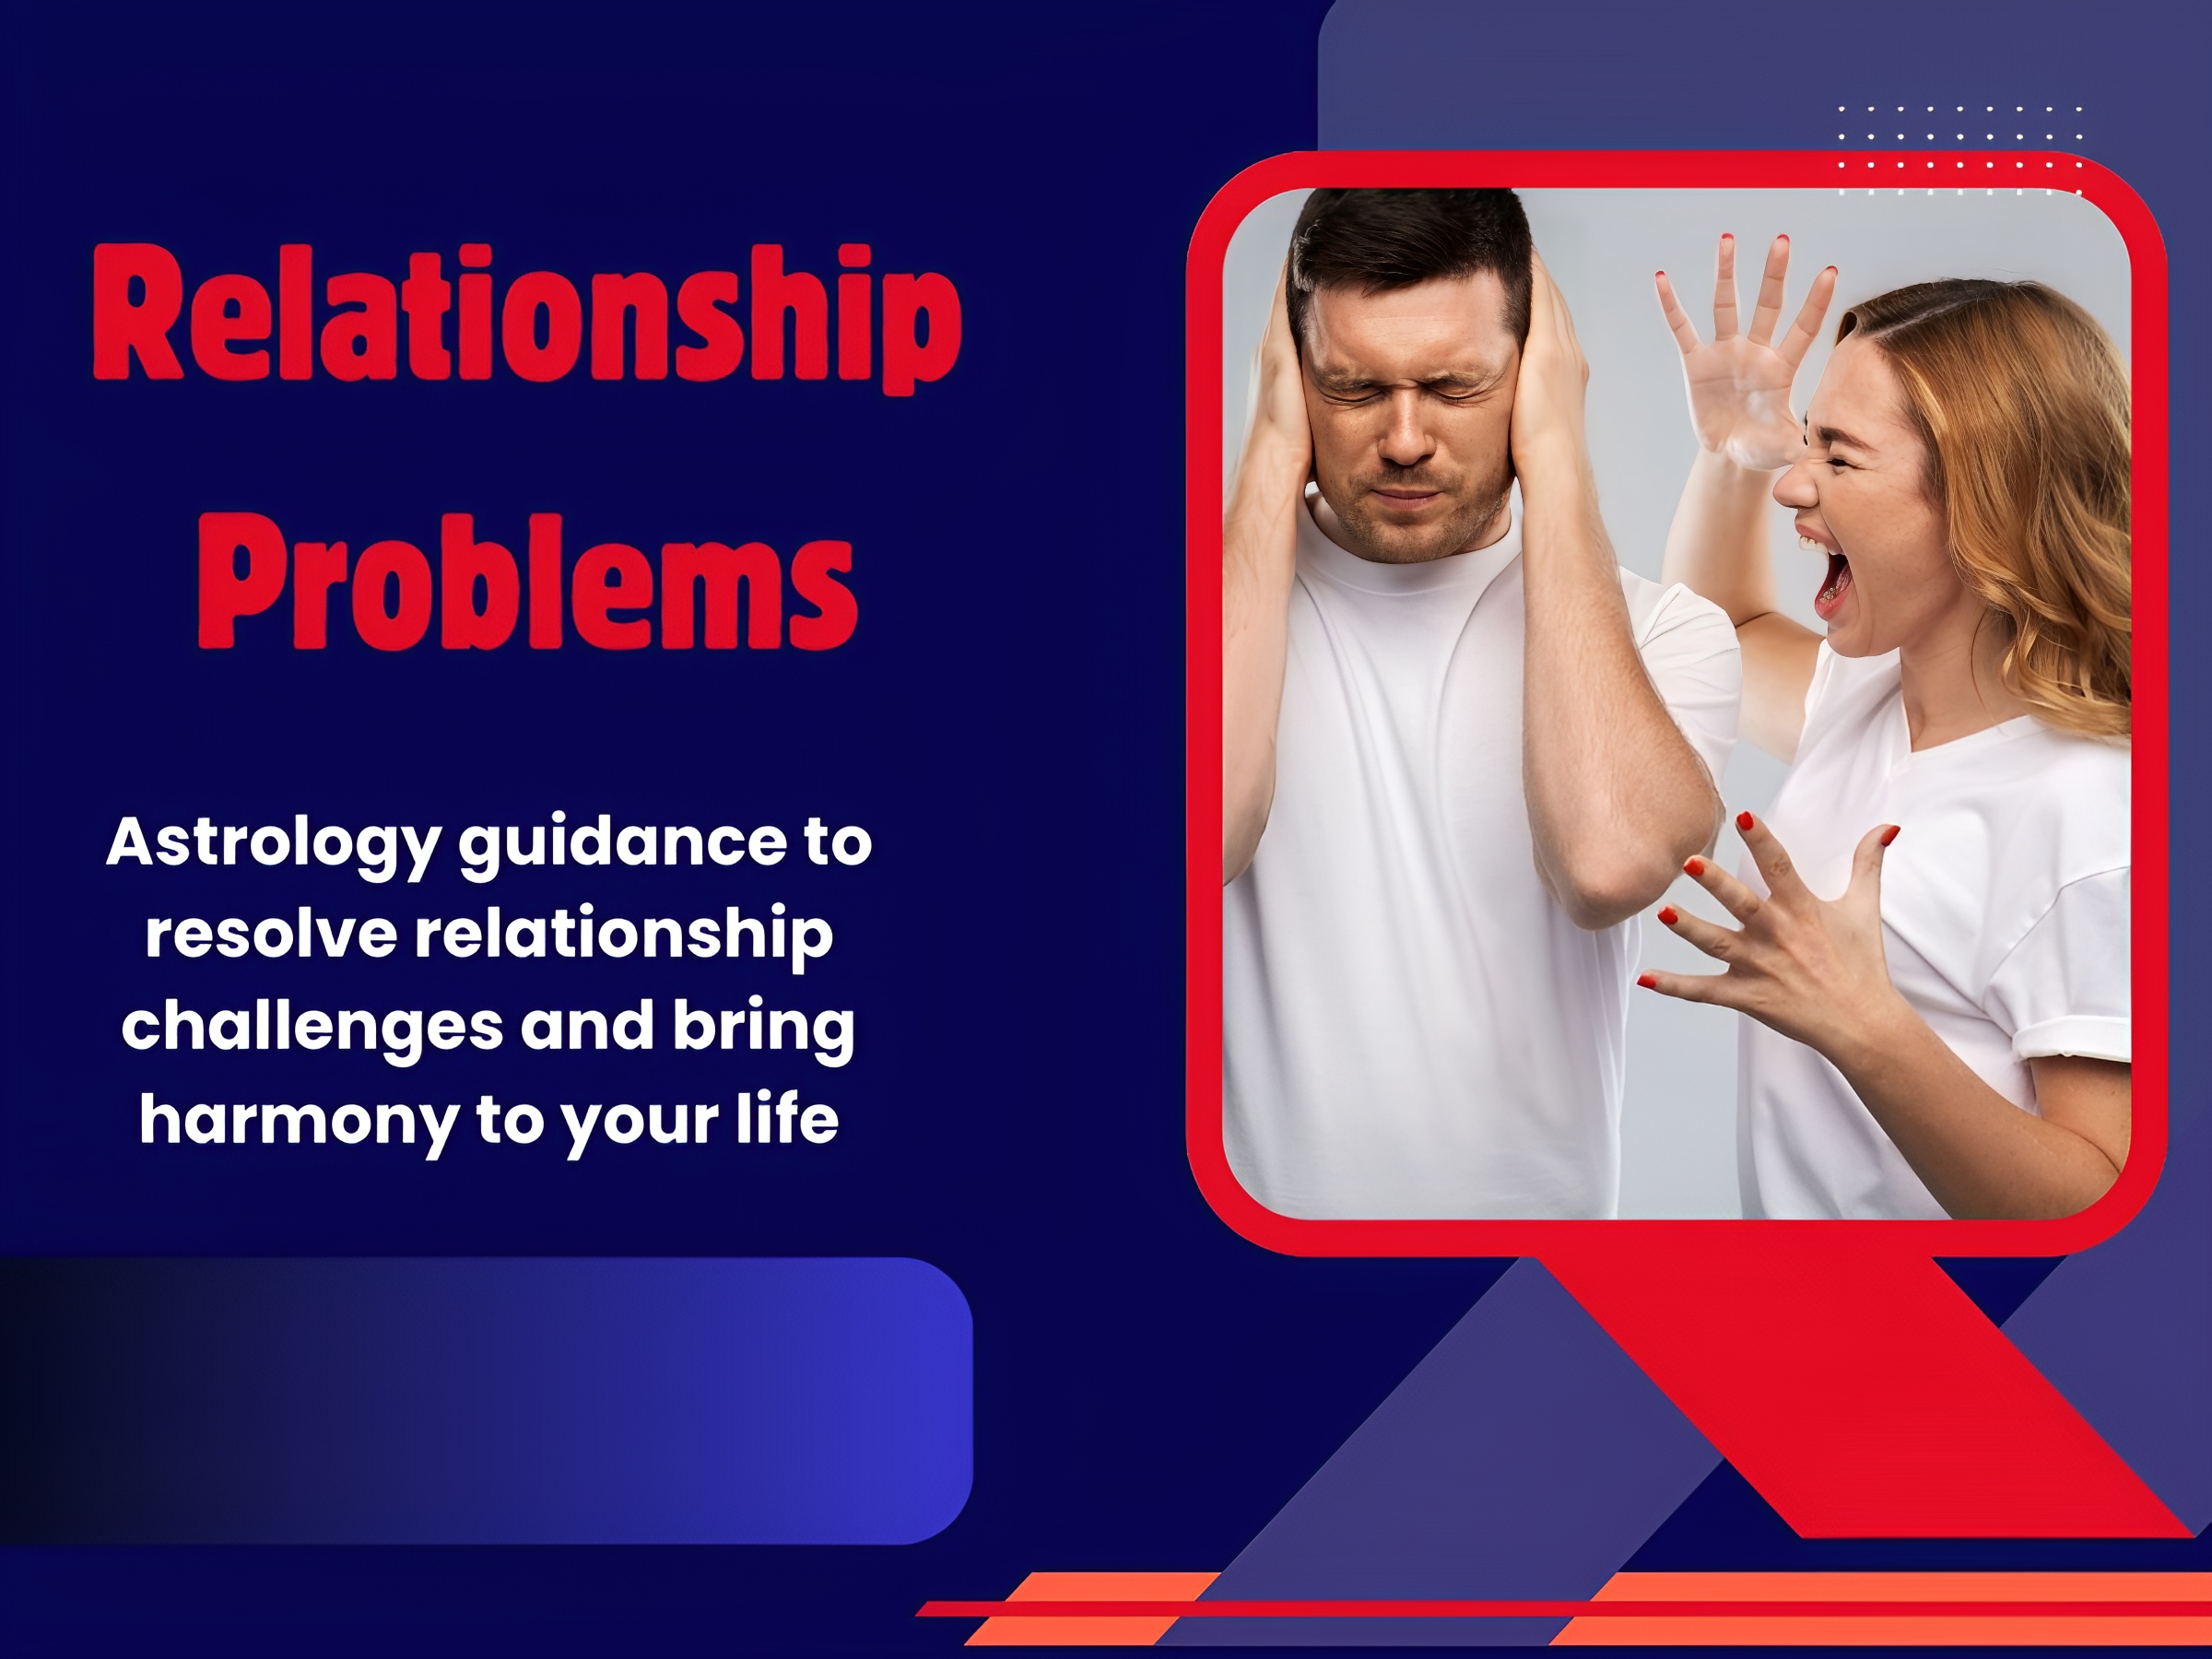 Relationship
Problems
Astrology guidance to
resolve relationship
challenges and bring
harmony to your life